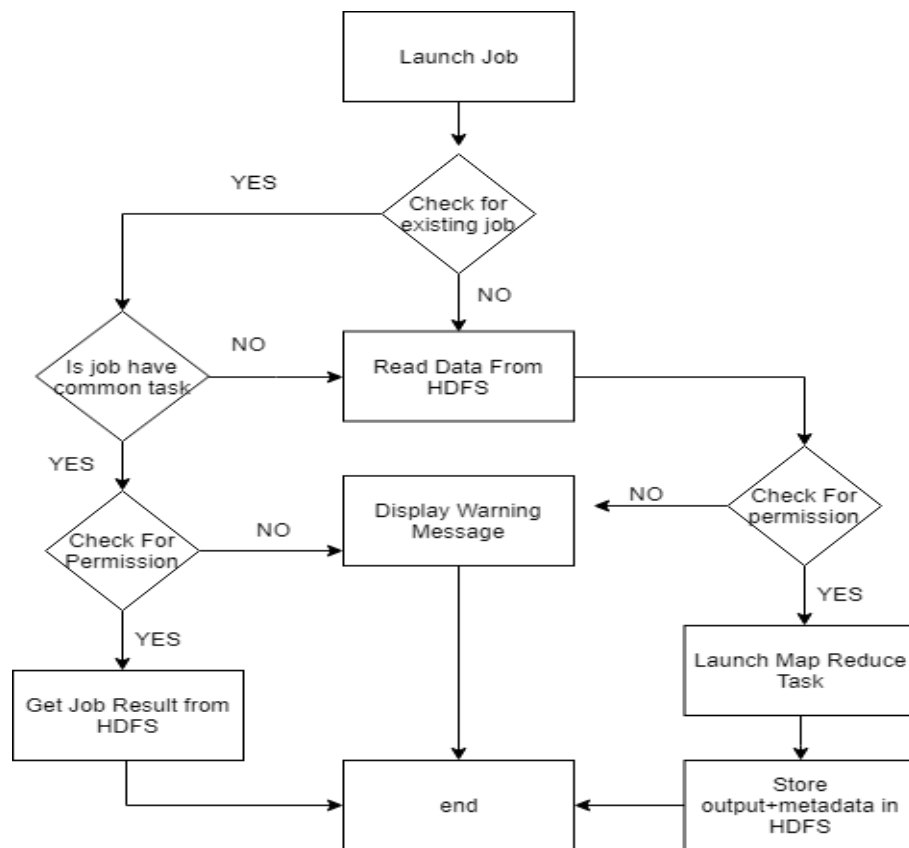 Launch Job
YES
Check for
existing job
NO
Is job have
common task
NO
Read Data From
HDFS
YES
Check For
Permission
NO
Display Warning
Message
NO
Check For
permission
YES
YES
Get Job Result from
HDFS
Launch Map Reduce
Task
end
Store
output+metadata in
HDFS